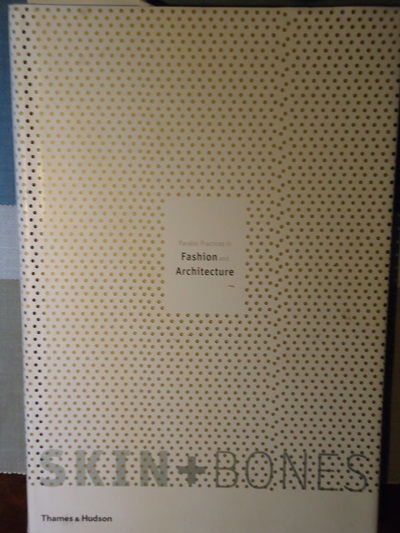 Parallel Practices in
Fashion and
Architecture
SKIN+BONES
Thames & Hudson